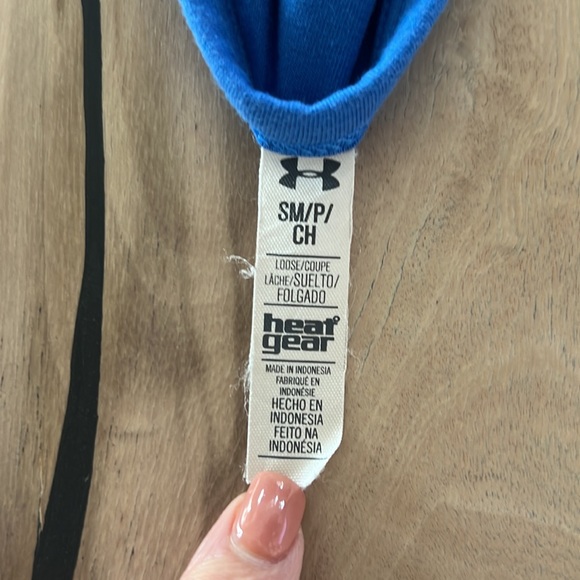 SM/P/
CH
LOOSE/COUPE
LÂCHE/SUELTO/
FOLGADO
heat
gear
MADE IN INDONESIA
FABRIQUÉ EN
INDONÉSIE
HECHO EN
INDONESIA
FEITO NA
INDONÉSIA